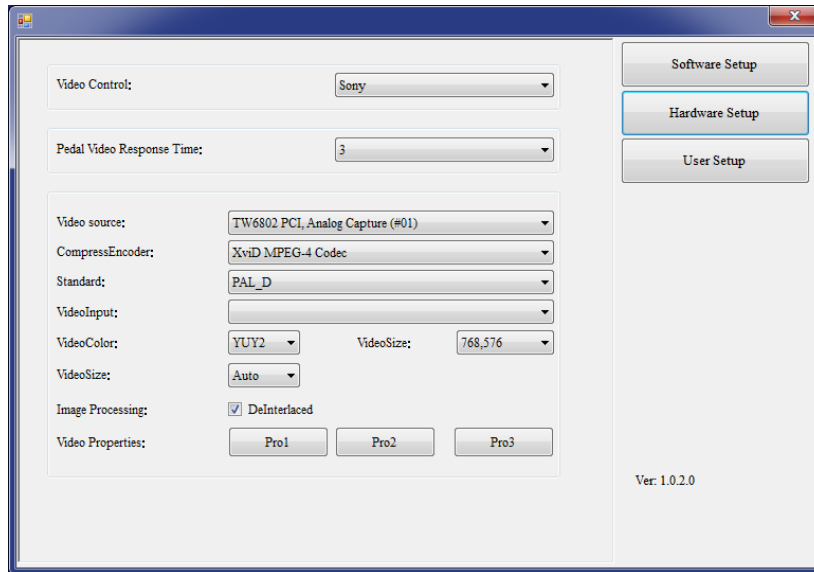 Software Setup
Video Control: Sony
Hardware Setup
Pedal Video Response Time: 3
User Setup
Video source: TW6802 PCI, Analog Capture (#01)
CompressEncoder: XviD MPEG-4 Codec
Standard: PAL_D
VideoInput:
VideoColor: YUY2 VideoSize: 768,576
VideoSize: Auto
Image Processing: DeInterlaced
Video Properties: Pro1 Pro2 Pro3
Ver: 1.0.2.0